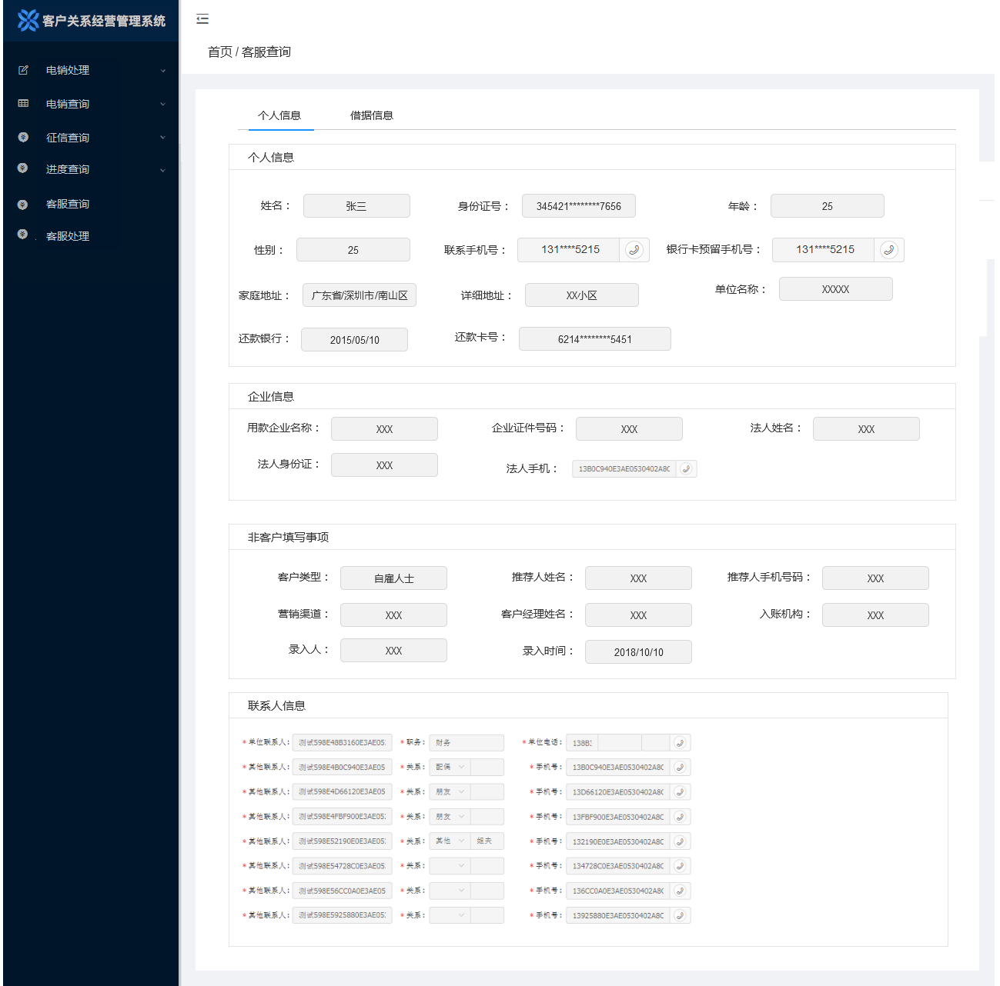 客户关系经营管理系统
首页 / 客服查询
电销处理
电销查询
征信查询
进度查询
客服查询
客服处理
个人信息 借据信息
个人信息
姓名： 张三 身份证号： 345421********7656 年龄： 25
性别： 25 联系手机号： 131****5215 银行卡预留手机号： 131****5215
家庭地址： 广东省/深圳市/南山区 详细地址： XX小区 单位名称： XXXXX
还款银行： 2015/05/10 还款卡号： 6214********5451
企业信息
用款企业名称： XXX 企业证件号码： XXX 法人姓名： XXX
法人身份证： XXX 法人手机： 13B0C940E3AE0530402A8C
非客户填写事项
客户类型： 自雇人士 推荐人姓名： XXX 推荐人手机号码： XXX
营销渠道： XXX 客户经理姓名： XXX 入账机构： XXX
录入人： XXX 录入时间： 2018/10/10
联系人信息
*单位联系人: 测试598E48B3160E3AE05: *职务: 财务 *单位电话: 138B3
*其他联系人: 测试598E4B0C940E3AE05 *关系: 配偶 *手机号: 13B0C940E3AE0530402A8C
*其他联系人: 测试598E4D66120E3AE05 *关系: 朋友 *手机号: 13D66120E3AE0530402A8C
*其他联系人: 测试598E4FBF900E3AE05: *关系: 朋友 *手机号: 13FBF900E3AE0530402A8C
*其他联系人: 测试598E52190E0E3AE05: *关系: 其他 姐夫 *手机号: 132190E0E3AE0530402A8C
*其他联系人: 测试598E54728C0E3AE05: *关系: *手机号: 134728C0E3AE0530402A8C
*其他联系人: 测试598E56CC0A0E3AE05 *关系: *手机号: 136CC0A0E3AE0530402A8C
*其他联系人: 测试598E5925880E3AE05: *关系: *手机号: 13925880E3AE0530402A8C